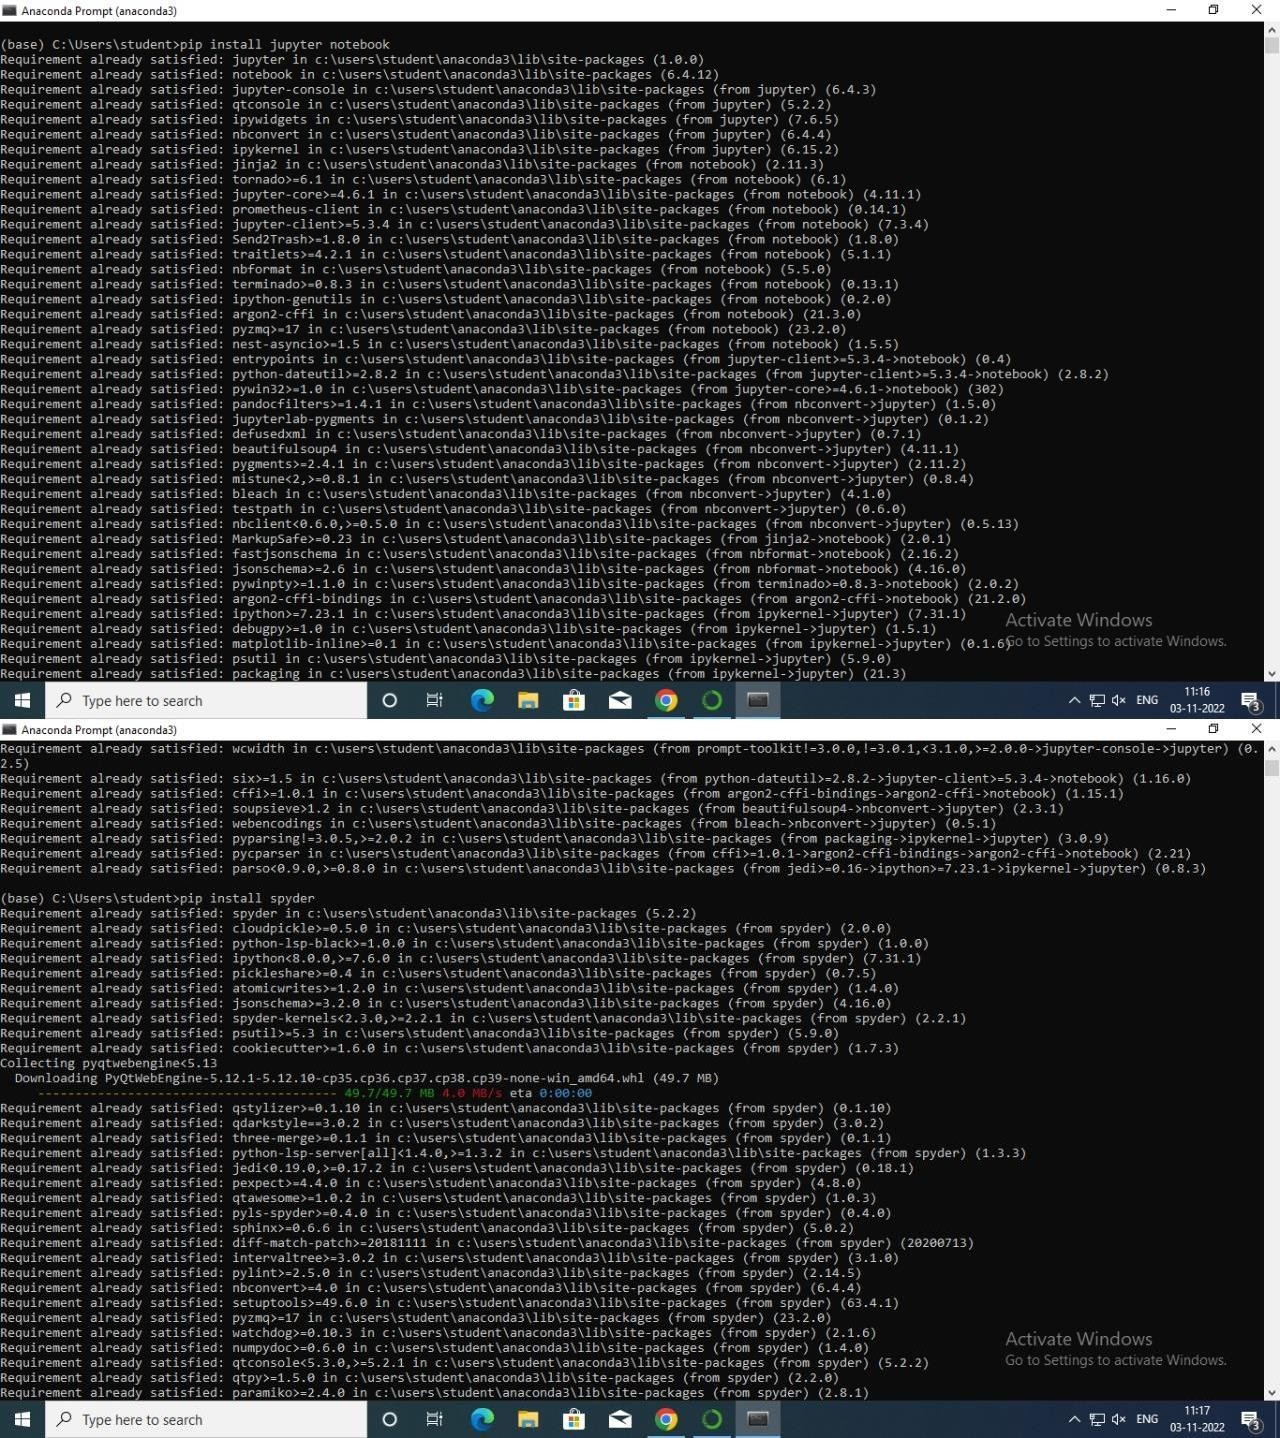 Anaconda Prompt (anaconda3)
(base) C:\Users\student>pip install jupyter notebook
Requirement already satisfied: jupyter in c:\users\student\anaconda3\lib\site-packages (1.0.0)
Requirement already satisfied: notebook in c:\users\student\anaconda3\lib\site-packages (6.4.12)
Requirement already satisfied: jupyter-console in c:\users\student\anaconda3\lib\site-packages (from jupyter) (6.4.3)
Requirement already satisfied: qtconsole in c:\users\student\anaconda3\lib\site-packages (from jupyter) (5.2.2)
Requirement already satisfied: ipywidgets in c:\users\student\anaconda3\lib\site-packages (from jupyter) (7.6.5)
Requirement already satisfied: nbconvert in c:\users\student\anaconda3\lib\site-packages (from jupyter) (6.4.4)
Requirement already satisfied: ipykernel in c:\users\student\anaconda3\lib\site-packages (from jupyter) (6.15.2)
Requirement already satisfied: jinja2 in c:\users\student\anaconda3\lib\site-packages (from notebook) (2.11.3)
Requirement already satisfied: tornado>=6.1 in c:\users\student\anaconda3\lib\site-packages (from notebook) (6.1)
Requirement already satisfied: jupyter-core>=4.6.1 in c:\users\student\anaconda3\lib\site-packages (from notebook) (4.11.1)
Requirement already satisfied: prometheus-client in c:\users\student\anaconda3\lib\site-packages (from notebook) (0.14.1)
Requirement already satisfied: jupyter-client>=5.3.4 in c:\users\student\anaconda3\lib\site-packages (from notebook) (7.3.4)
Requirement already satisfied: Send2Trash>=1.8.0 in c:\users\student\anaconda3\lib\site-packages (from notebook) (1.8.0)
Requirement already satisfied: traitlets>=4.2.1 in c:\users\student\anaconda3\lib\site-packages (from notebook) (5.1.1)
Requirement already satisfied: nbformat in c:\users\student\anaconda3\lib\site-packages (from notebook) (5.5.0)
Requirement already satisfied: terminado>=0.8.3 in c:\users\student\anaconda3\lib\site-packages (from notebook) (0.13.1)
Requirement already satisfied: ipython-genutils in c:\users\student\anaconda3\lib\site-packages (from notebook) (0.2.0)
Requirement already satisfied: argon2-cffi in c:\users\student\anaconda3\lib\site-packages (from notebook) (21.3.0)
Requirement already satisfied: pyzmq>=17 in c:\users\student\anaconda3\lib\site-packages (from notebook) (23.2.0)
Requirement already satisfied: nest-asyncio>=1.5 in c:\users\student\anaconda3\lib\site-packages (from notebook) (1.5.5)
Requirement already satisfied: entrypoints in c:\users\student\anaconda3\lib\site-packages (from jupyter-client>=5.3.4->notebook) (0.4)
Requirement already satisfied: python-dateutil>=2.8.2 in c:\users\student\anaconda3\lib\site-packages (from jupyter-client>=5.3.4->notebook) (2.8.2)
Requirement already satisfied: pywin32>=1.0 in c:\users\student\anaconda3\lib\site-packages (from jupyter-core>=4.6.1->notebook) (302)
Requirement already satisfied: pandocfilters>=1.4.1 in c:\users\student\anaconda3\lib\site-packages (from nbconvert->jupyter) (1.5.0)
Requirement already satisfied: jupyterlab-pygments in c:\users\student\anaconda3\lib\site-packages (from nbconvert->jupyter) (0.1.2)
Requirement already satisfied: defusedxml in c:\users\student\anaconda3\lib\site-packages (from nbconvert->jupyter) (0.7.1)
Requirement already satisfied: beautifulsoup4 in c:\users\student\anaconda3\lib\site-packages (from nbconvert->jupyter) (4.11.1)
Requirement already satisfied: pygments>=2.4.1 in c:\users\student\anaconda3\lib\site-packages (from nbconvert->jupyter) (2.11.2)
Requirement already satisfied: mistune<2,>=0.8.1 in c:\users\student\anaconda3\lib\site-packages (from nbconvert->jupyter) (0.8.4)
Requirement already satisfied: bleach in c:\users\student\anaconda3\lib\site-packages (from nbconvert->jupyter) (4.1.0)
Requirement already satisfied: testpath in c:\users\student\anaconda3\lib\site-packages (from nbconvert->jupyter) (0.6.0)
Requirement already satisfied: nbclient<0.6.0,>=0.5.0 in c:\users\student\anaconda3\lib\site-packages (from nbconvert->jupyter) (0.5.13)
Requirement already satisfied: MarkupSafe>=0.23 in c:\users\student\anaconda3\lib\site-packages (from jinja2->notebook) (2.0.1)
Requirement already satisfied: fastjsonschema in c:\users\student\anaconda3\lib\site-packages (from nbformat->notebook) (2.16.2)
Requirement already satisfied: jsonschema>=2.6 in c:\users\student\anaconda3\lib\site-packages (from nbformat->notebook) (4.16.0)
Requirement already satisfied: pywinpty>=1.1.0 in c:\users\student\anaconda3\lib\site-packages (from terminado>=0.8.3->notebook) (2.0.2)
Requirement already satisfied: argon2-cffi-bindings in c:\users\student\anaconda3\lib\site-packages (from argon2-cffi->notebook) (21.2.0)
Requirement already satisfied: ipython>=7.23.1 in c:\users\student\anaconda3\lib\site-packages (from ipykernel->jupyter) (7.31.1)
Requirement already satisfied: debugpy>=1.0 in c:\users\student\anaconda3\lib\site-packages (from ipykernel->jupyter) (1.5.1)
Requirement already satisfied: matplotlib-inline>=0.1 in c:\users\student\anaconda3\lib\site-packages (from ipykernel->jupyter) (0.1.6)
Requirement already satisfied: psutil in c:\users\student\anaconda3\lib\site-packages (from ipykernel->jupyter) (5.9.0)
Requirement already satisfied: packaging in c:\users\student\anaconda3\lib\site-packages (from ipykernel->jupyter) (21.3)
Activate Windows
Go to Settings to activate Windows.
Type here to search
ENG
11:16
03-11-2022
3
Anaconda Prompt (anaconda3)
Requirement already satisfied: wcwidth in c:\users\student\anaconda3\lib\site-packages (from prompt-toolkit!=3.0.0,!=3.0.1,<3.1.0,>=2.0.0->jupyter-console->jupyter) (0.
2.5)
Requirement already satisfied: six>=1.5 in c:\users\student\anaconda3\lib\site-packages (from python-dateutil>=2.8.2->jupyter-client>=5.3.4->notebook) (1.16.0)
Requirement already satisfied: cffi>=1.0.1 in c:\users\student\anaconda3\lib\site-packages (from argon2-cffi-bindings->argon2-cffi->notebook) (1.15.1)
Requirement already satisfied: soupsieve>1.2 in c:\users\student\anaconda3\lib\site-packages (from beautifulsoup4->nbconvert->jupyter) (2.3.1)
Requirement already satisfied: webencodings in c:\users\student\anaconda3\lib\site-packages (from bleach->nbconvert->jupyter) (0.5.1)
Requirement already satisfied: pyparsing!=3.0.5,>=2.0.2 in c:\users\student\anaconda3\lib\site-packages (from packaging->ipykernel->jupyter) (3.0.9)
Requirement already satisfied: pycparser in c:\users\student\anaconda3\lib\site-packages (from cffi>=1.0.1->argon2-cffi-bindings->argon2-cffi->notebook) (2.21)
Requirement already satisfied: parso<0.9.0,>=0.8.0 in c:\users\student\anaconda3\lib\site-packages (from jedi>=0.16->ipython>=7.23.1->ipykernel->jupyter) (0.8.3)
(base) C:\Users\student>pip install spyder
Requirement already satisfied: spyder in c:\users\student\anaconda3\lib\site-packages (5.2.2)
Requirement already satisfied: cloudpickle>=0.5.0 in c:\users\student\anaconda3\lib\site-packages (from spyder) (2.0.0)
Requirement already satisfied: python-lsp-black>=1.0.0 in c:\users\student\anaconda3\lib\site-packages (from spyder) (1.0.0)
Requirement already satisfied: ipython<8.0.0,>=7.6.0 in c:\users\student\anaconda3\lib\site-packages (from spyder) (7.31.1)
Requirement already satisfied: pickleshare>=0.4 in c:\users\student\anaconda3\lib\site-packages (from spyder) (0.7.5)
Requirement already satisfied: atomicwrites>=1.2.0 in c:\users\student\anaconda3\lib\site-packages (from spyder) (1.4.0)
Requirement already satisfied: jsonschema>=3.2.0 in c:\users\student\anaconda3\lib\site-packages (from spyder) (4.16.0)
Requirement already satisfied: spyder-kernels<2.3.0,>=2.2.1 in c:\users\student\anaconda3\lib\site-packages (from spyder) (2.2.1)
Requirement already satisfied: psutil>=5.3 in c:\users\student\anaconda3\lib\site-packages (from spyder) (5.9.0)
Requirement already satisfied: cookiecutter>=1.6.0 in c:\users\student\anaconda3\lib\site-packages (from spyder) (1.7.3)
Collecting pyqtwebengine<5.13
Downloading PyQtWebEngine-5.12.1-5.12.10-cp35.cp36.cp37.cp38.cp39-none-win_amd64.whl (49.7 MB)
---------------------------------------- 49.7/49.7 MB 4.0 MB/s eta 0:00:00
Requirement already satisfied: qstylizer>=0.1.10 in c:\users\student\anaconda3\lib\site-packages (from spyder) (0.1.10)
Requirement already satisfied: qdarkstyle==3.0.2 in c:\users\student\anaconda3\lib\site-packages (from spyder) (3.0.2)
Requirement already satisfied: three-merge>=0.1.1 in c:\users\student\anaconda3\lib\site-packages (from spyder) (0.1.1)
Requirement already satisfied: python-lsp-server[all]<1.4.0,>=1.3.2 in c:\users\student\anaconda3\lib\site-packages (from spyder) (1.3.3)
Requirement already satisfied: jedi<0.19.0,>=0.17.2 in c:\users\student\anaconda3\lib\site-packages (from spyder) (0.18.1)
Requirement already satisfied: pexpect>=4.4.0 in c:\users\student\anaconda3\lib\site-packages (from spyder) (4.8.0)
Requirement already satisfied: qtawesome>=1.0.2 in c:\users\student\anaconda3\lib\site-packages (from spyder) (1.0.3)
Requirement already satisfied: pyls-spyder>=0.4.0 in c:\users\student\anaconda3\lib\site-packages (from spyder) (0.4.0)
Requirement already satisfied: sphinx>=0.6.6 in c:\users\student\anaconda3\lib\site-packages (from spyder) (5.0.2)
Requirement already satisfied: diff-match-patch>=20181111 in c:\users\student\anaconda3\lib\site-packages (from spyder) (20200713)
Requirement already satisfied: intervaltree>=3.0.2 in c:\users\student\anaconda3\lib\site-packages (from spyder) (3.1.0)
Requirement already satisfied: pylint>=2.5.0 in c:\users\student\anaconda3\lib\site-packages (from spyder) (2.14.5)
Requirement already satisfied: nbconvert>=4.0 in c:\users\student\anaconda3\lib\site-packages (from spyder) (6.4.4)
Requirement already satisfied: setuptools>=49.6.0 in c:\users\student\anaconda3\lib\site-packages (from spyder) (63.4.1)
Requirement already satisfied: pyzmq>=17 in c:\users\student\anaconda3\lib\site-packages (from spyder) (23.2.0)
Requirement already satisfied: watchdog>=0.10.3 in c:\users\student\anaconda3\lib\site-packages (from spyder) (2.1.6)
Requirement already satisfied: numpydoc>=0.6.0 in c:\users\student\anaconda3\lib\site-packages (from spyder) (1.4.0)
Requirement already satisfied: qtconsole<5.3.0,>=5.2.1 in c:\users\student\anaconda3\lib\site-packages (from spyder) (5.2.2)
Requirement already satisfied: qtpy>=1.5.0 in c:\users\student\anaconda3\lib\site-packages (from spyder) (2.2.0)
Requirement already satisfied: paramiko>=2.4.0 in c:\users\student\anaconda3\lib\site-packages (from spyder) (2.8.1)
Activate Windows
Go to Settings to activate Windows.
Type here to search
ENG
11:17
03-11-2022
3